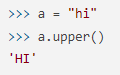 >>> a = "hi"
>>> a.upper()
'HI'